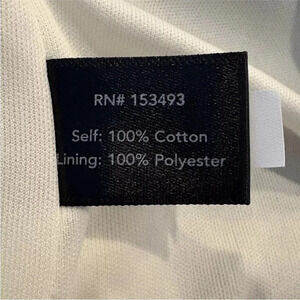 RN# 153493
Self: 100% Cotton
Lining: 100% Polyester